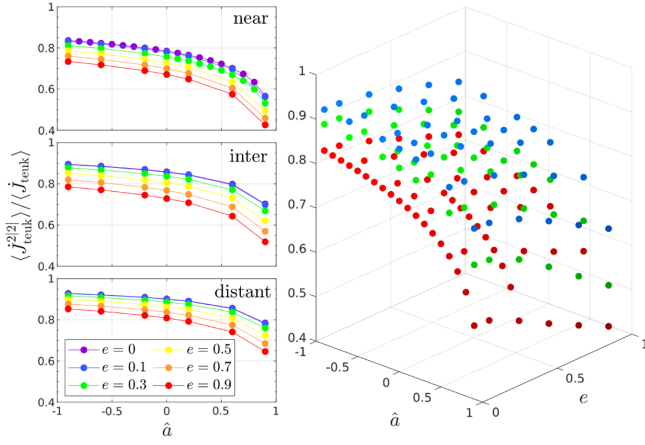 near
1
0.8
0.6
0.4
inter
1
0.8
0.6
0.4
distant
1
0.8
0.6
0.4
⟨J̇²|²|_teuk⟩/⟨J̇_teuk⟩
e = 0
e = 0.1
e = 0.3
e = 0.5
e = 0.7
e = 0.9
-1 -0.5 0 0.5 1
â
1
0.9
0.8
0.7
0.6
0.5
0.4
-1 -0.5 0 0.5 1
â
0 0.5 1
e